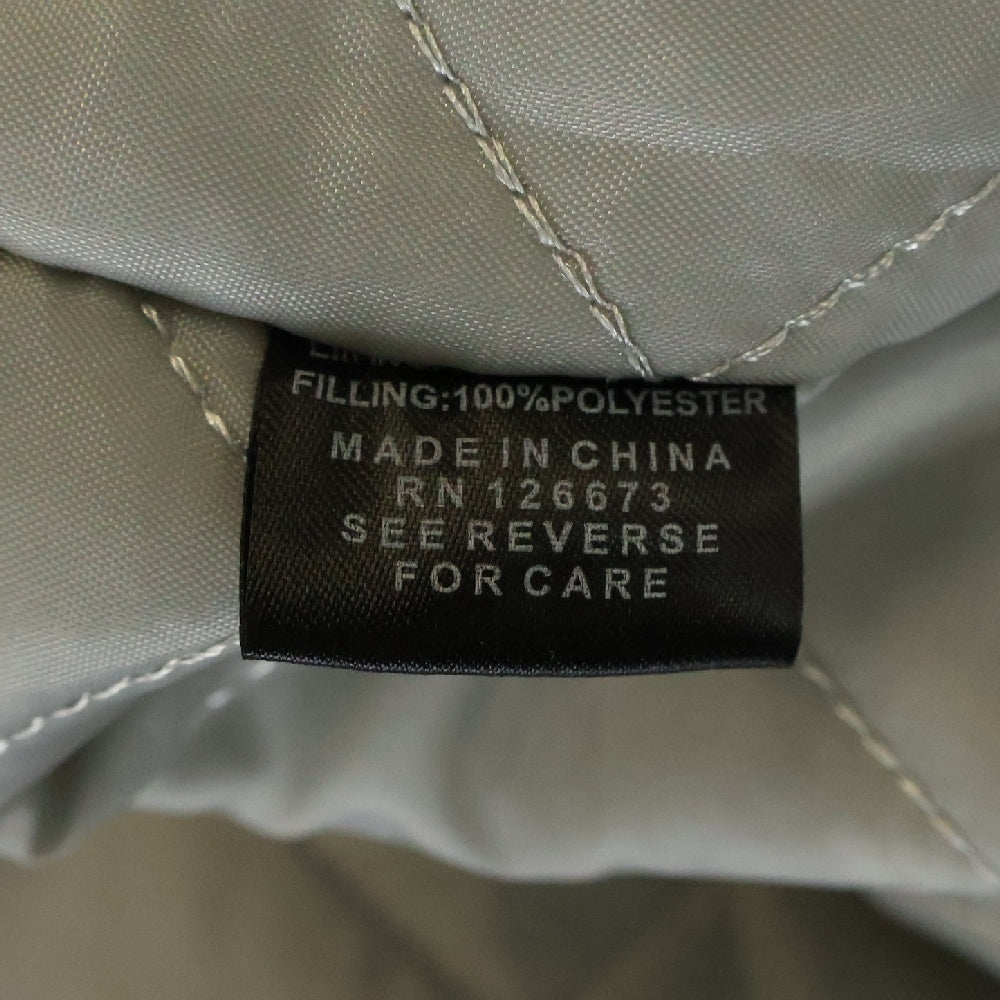 FILLING:100%POLYESTER
MADE IN CHINA
RN 126673
SEE REVERSE
FOR CARE